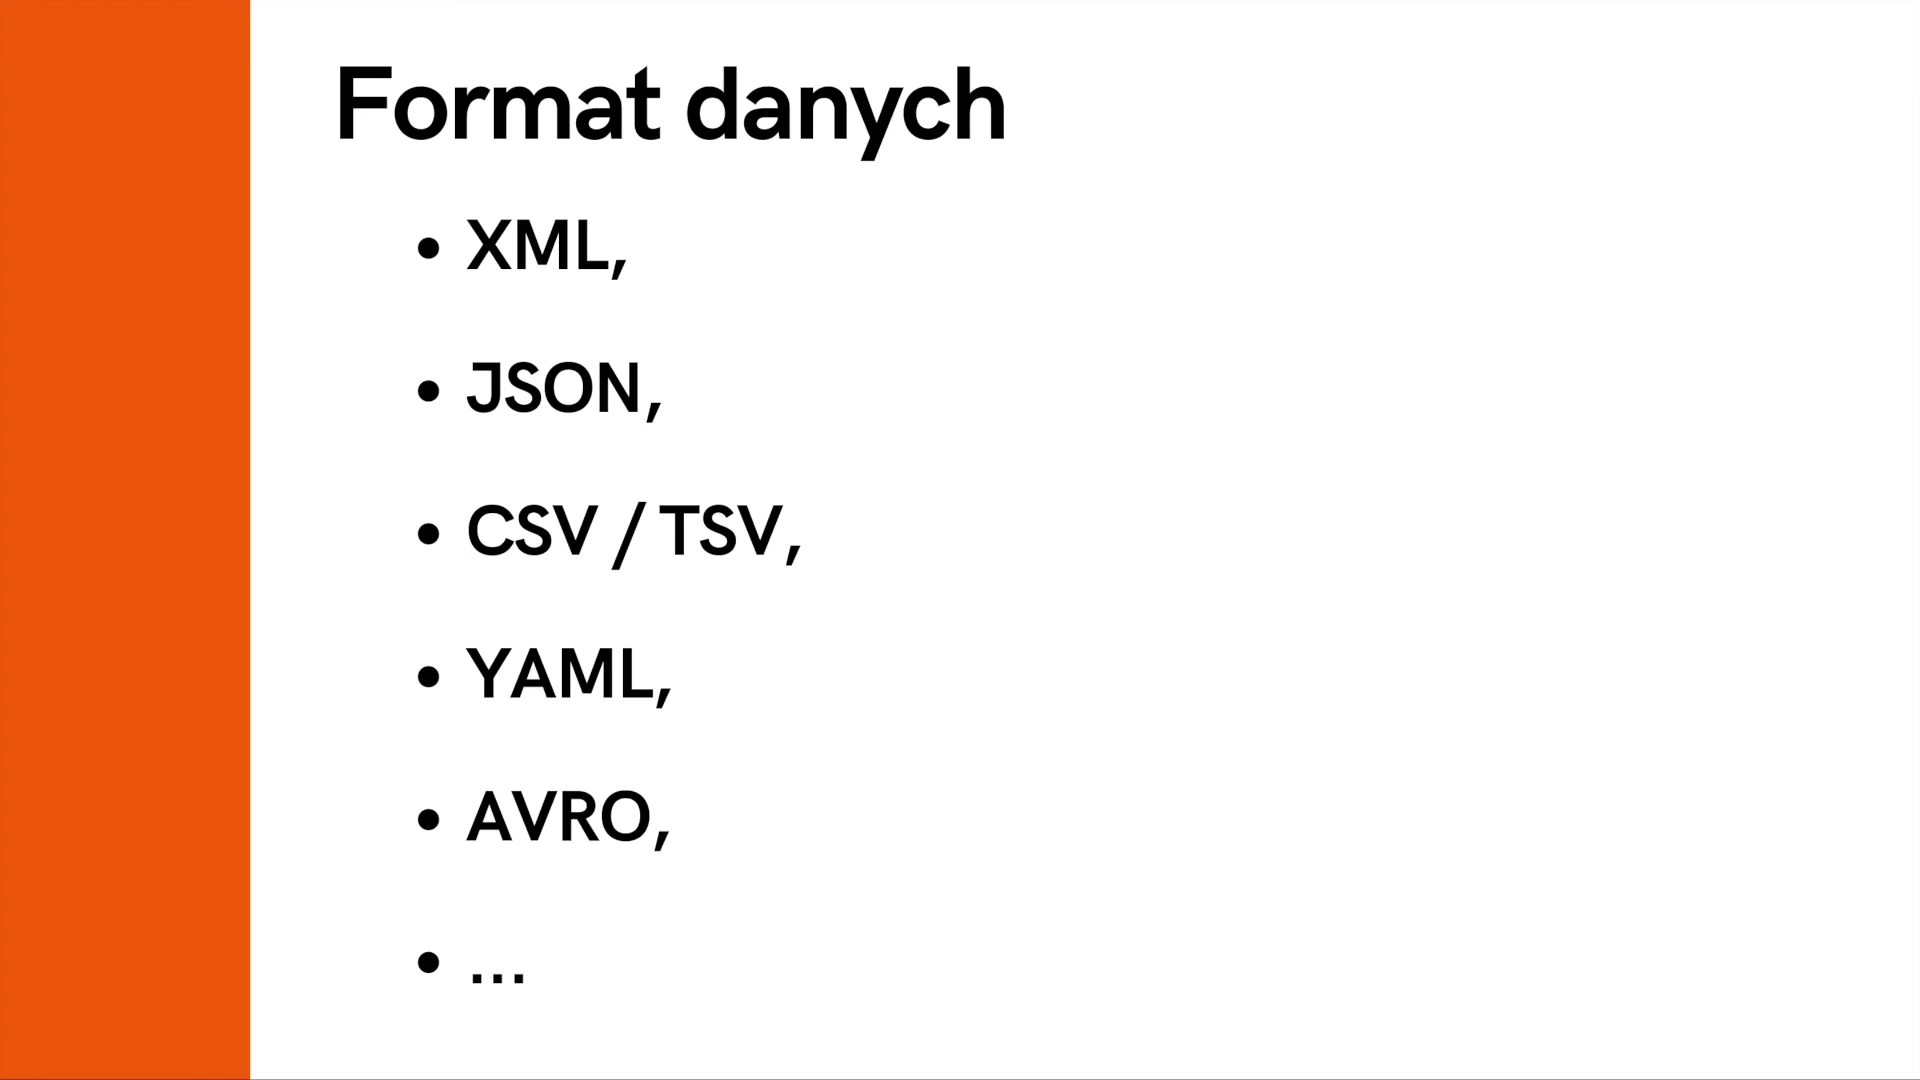 Format danych
• XML,
• JSON,
• CSV / TSV,
• YAML,
• AVRO,
• ...